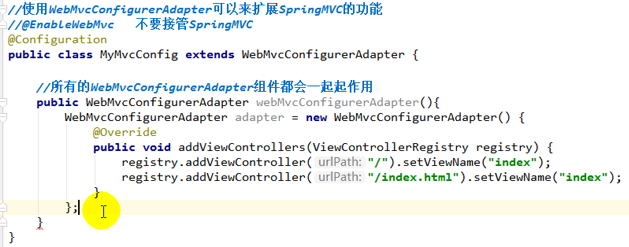 //使用WebMvcConfigurerAdapter可以来扩展SpringMVC的功能
//@EnableWebMvc   不要接管SpringMVC
@Configuration
public class MyMvcConfig extends WebMvcConfigurerAdapter {
//所有的WebMvcConfigurerAdapter组件都会一起起作用
public WebMvcConfigurerAdapter webMvcConfigurerAdapter(){
WebMvcConfigurerAdapter adapter = new WebMvcConfigurerAdapter() {
@Override
public void addViewControllers(ViewControllerRegistry registry) {
registry.addViewController( urlPath: "/").setViewName("index");
registry.addViewController( urlPath: "/index.html").setViewName("index");
}
};
}
}